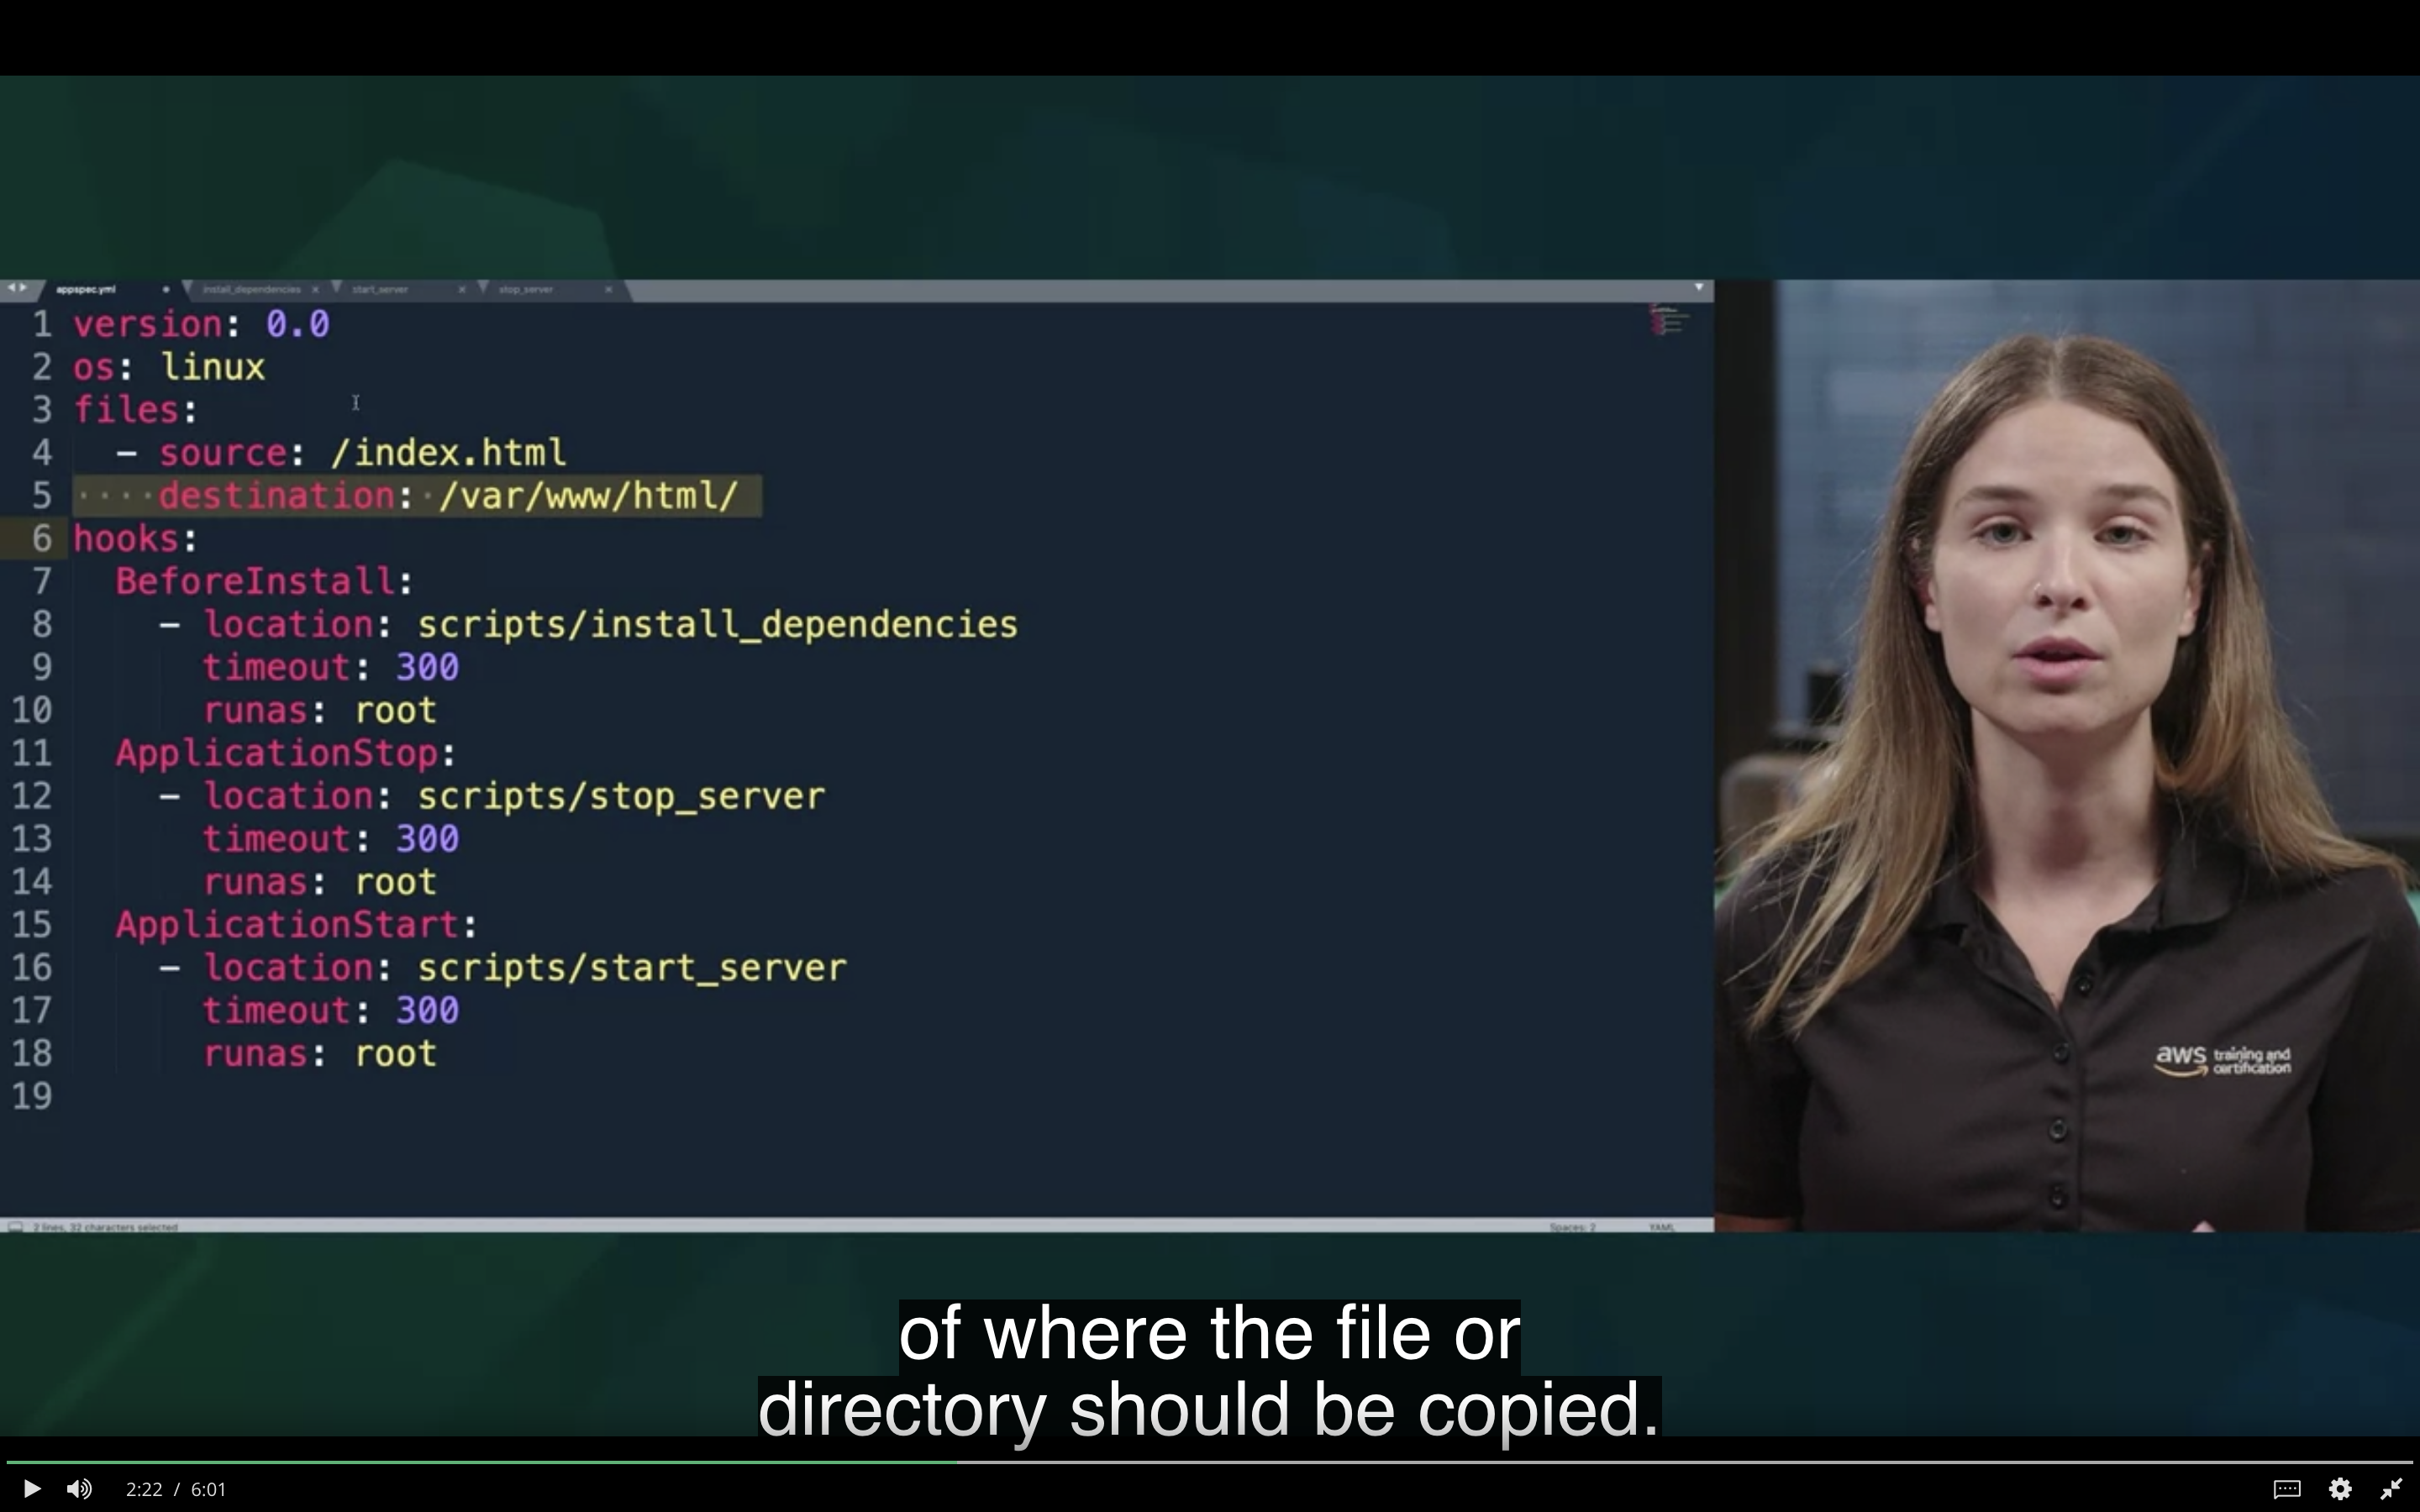 appspec.yml install_dependencies start_server stop_server
1 version: 0.0
2 os: linux
3 files:
4 - source: /index.html
5 destination: /var/www/html/
6 hooks:
7 BeforeInstall:
8 - location: scripts/install_dependencies
9 timeout: 300
10 runas: root
11 ApplicationStop:
12 - location: scripts/stop_server
13 timeout: 300
14 runas: root
15 ApplicationStart:
16 - location: scripts/start_server
17 timeout: 300
18 runas: root
19
2 lines, 32 characters selected Spaces: 2 YAML
aws training and
certification
of where the file or
directory should be copied.
2:22 / 6:01